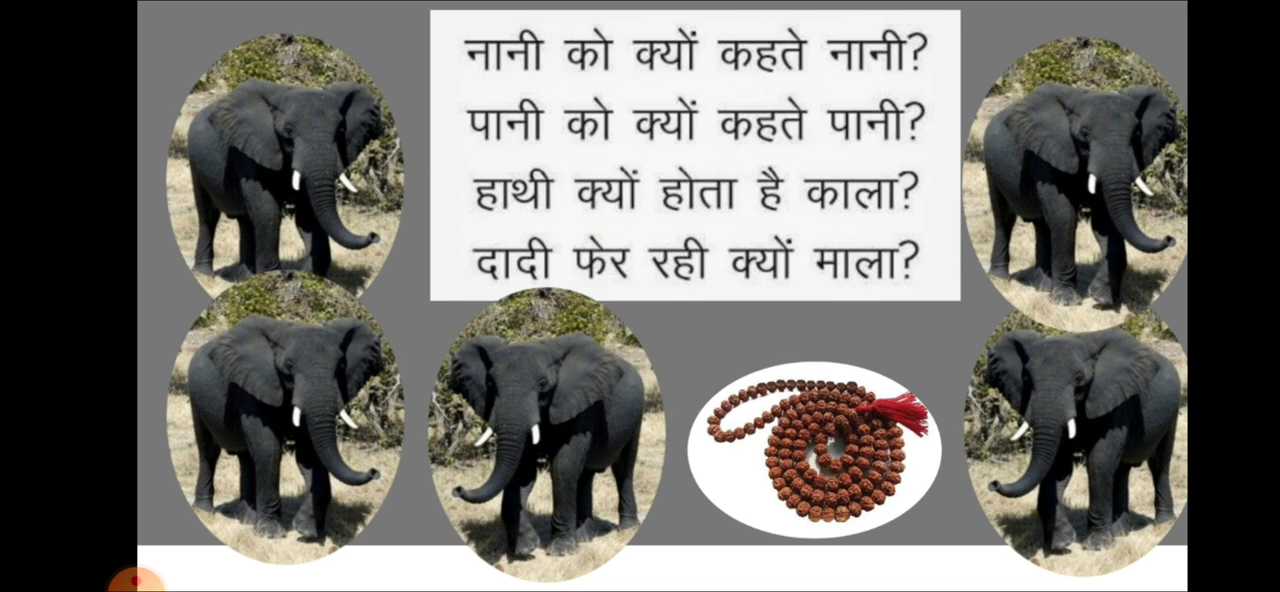 नानी को क्यों कहते नानी?
पानी को क्यों कहते पानी?
हाथी क्यों होता है काला?
दादी फेर रही क्यों माला?